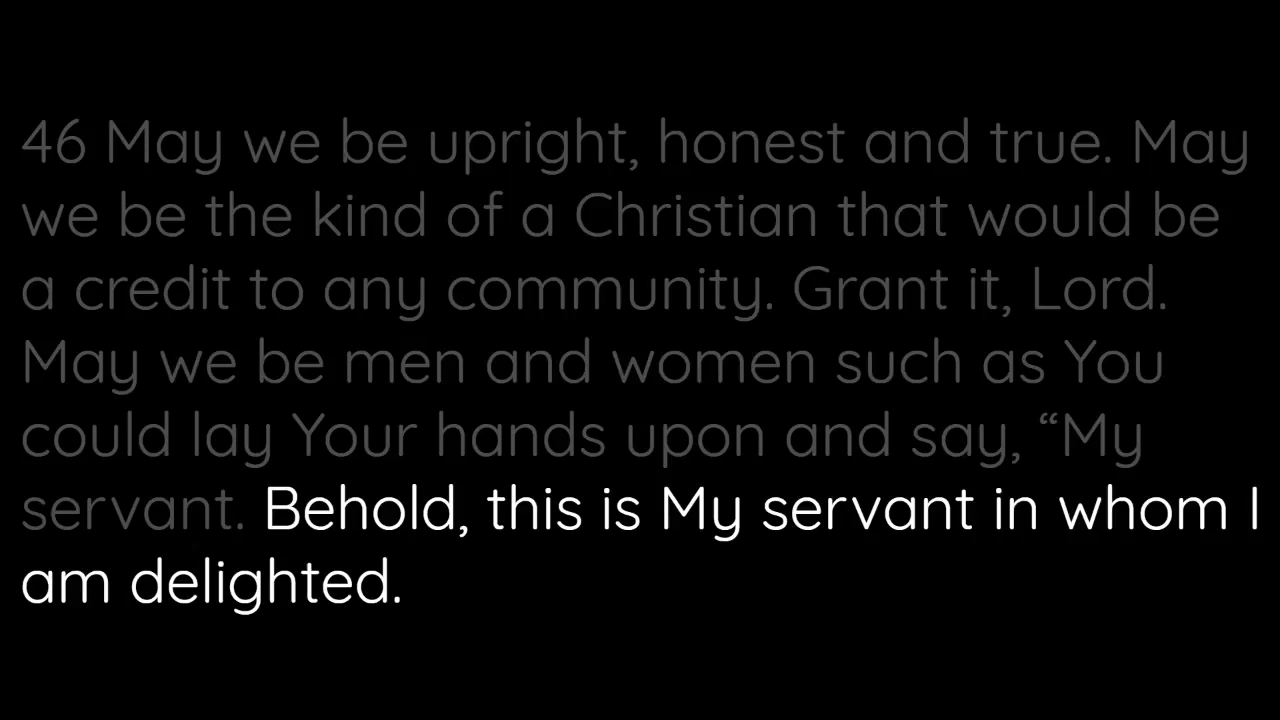 46 May we be upright, honest and true. May
we be the kind of a Christian that would be
a credit to any community. Grant it, Lord.
May we be men and women such as You
could lay Your hands upon and say, “My
servant. Behold, this is My servant in whom I
am delighted.